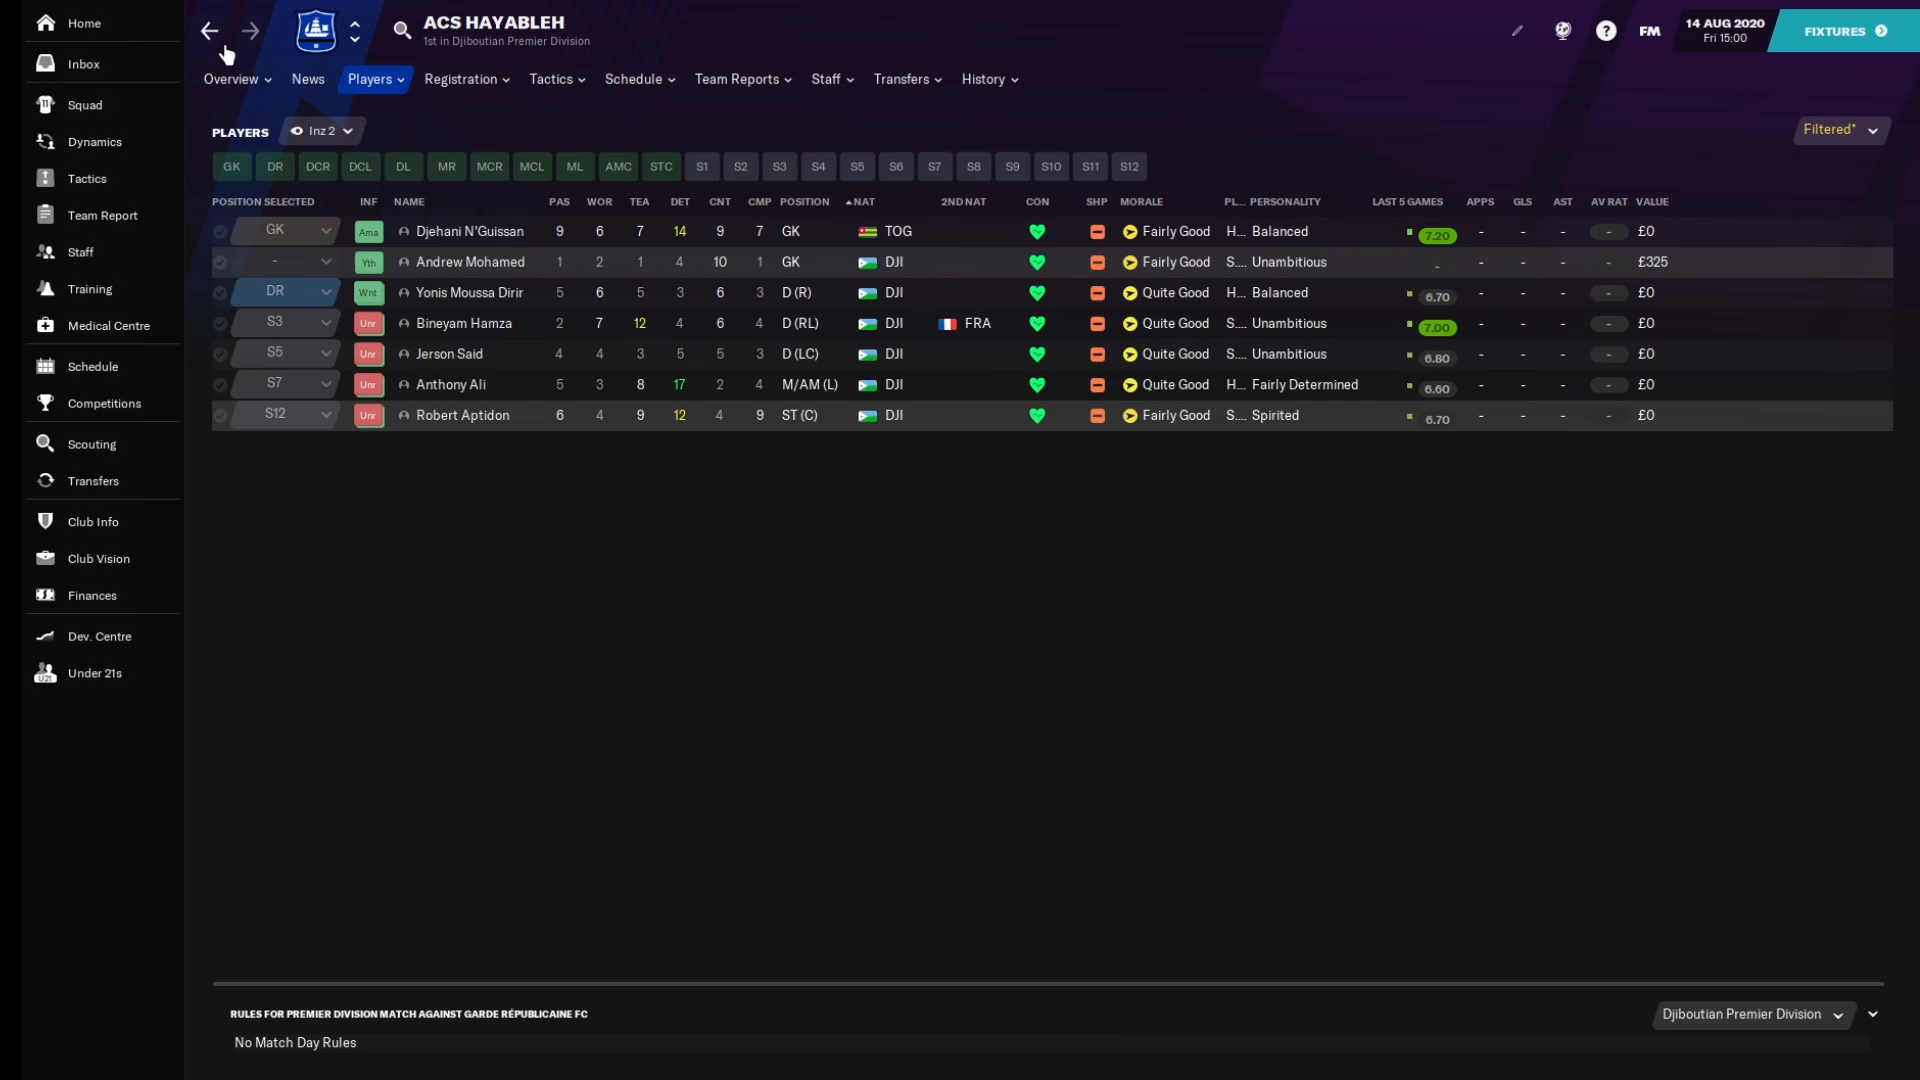 Home
Inbox
Squad
Dynamics
Tactics
Team Report
Staff
Training
Medical Centre
Schedule
Competitions
Scouting
Transfers
Club Info
Club Vision
Finances
Dev. Centre
Under 21s
ACS HAYABLEH
1st in Djiboutian Premier Division
? FM 14 AUG 2020 FIXTURES
Fri 15:00
Overview News Players Registration Tactics Schedule Team Reports Staff Transfers History
PLAYERS Inz 2 Filtered*
GK DR DCR DCL DL MR MCR MCL ML AMC STC S1 S2 S3 S4 S5 S6 S7 S8 S9 S10 S11 S12
POSITION SELECTED INF NAME PAS WOR TEA DET CNT CMP POSITION NAT 2ND NAT CON SHP MORALE PL... PERSONALITY LAST 5 GAMES APPS GLS AST AV RAT VALUE
GK Ama Djehani N'Guissan 9 6 7 14 9 7 GK TOG Fairly Good H... Balanced 7.20 - - - - £0
- Yth Andrew Mohamed 1 2 1 4 10 1 GK DJI Fairly Good S... Unambitious - - - - - £325
DR Wnt Yonis Moussa Dirir 5 6 5 3 6 3 D (R) DJI Quite Good H... Balanced 6.70 - - - - £0
S3 Unr Bineyam Hamza 2 7 12 4 6 4 D (RL) DJI FRA Quite Good S... Unambitious 7.00 - - - - £0
S5 Unr Jerson Said 4 4 3 5 5 3 D (LC) DJI Quite Good S... Unambitious 6.80 - - - - £0
S7 Unr Anthony Ali 5 3 8 17 2 4 M/AM (L) DJI Quite Good H... Fairly Determined 6.60 - - - - £0
S12 Unr Robert Aptidon 6 4 9 12 4 9 ST (C) DJI Fairly Good S... Spirited 6.70 - - - - £0
RULES FOR PREMIER DIVISION MATCH AGAINST GARDE RÉPUBLICAINE FC Djiboutian Premier Division
No Match Day Rules